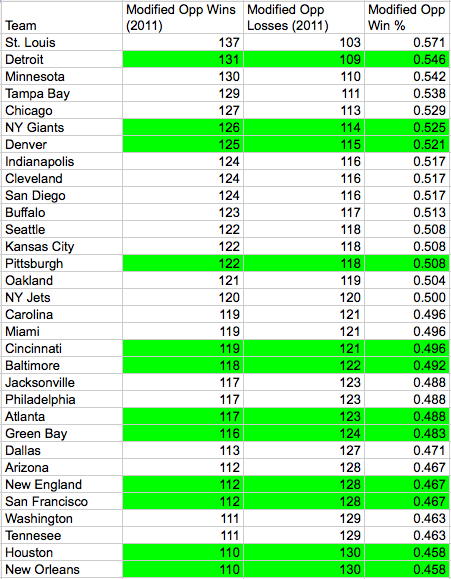 Team Modified Opp Wins (2011) Modified Opp Losses (2011) Modified Opp Win %
St. Louis 137 103 0.571
Detroit 131 109 0.546
Minnesota 130 110 0.542
Tampa Bay 129 111 0.538
Chicago 127 113 0.529
NY Giants 126 114 0.525
Denver 125 115 0.521
Indianapolis 124 116 0.517
Cleveland 124 116 0.517
San Diego 124 116 0.517
Buffalo 123 117 0.513
Seattle 122 118 0.508
Kansas City 122 118 0.508
Pittsburgh 122 118 0.508
Oakland 121 119 0.504
NY Jets 120 120 0.500
Carolina 119 121 0.496
Miami 119 121 0.496
Cincinnati 119 121 0.496
Baltimore 118 122 0.492
Jacksonville 117 123 0.488
Philadelphia 117 123 0.488
Atlanta 117 123 0.488
Green Bay 116 124 0.483
Dallas 113 127 0.471
Arizona 112 128 0.467
New England 112 128 0.467
San Francisco 112 128 0.467
Washington 111 129 0.463
Tennesee 111 129 0.463
Houston 110 130 0.458
New Orleans 110 130 0.458